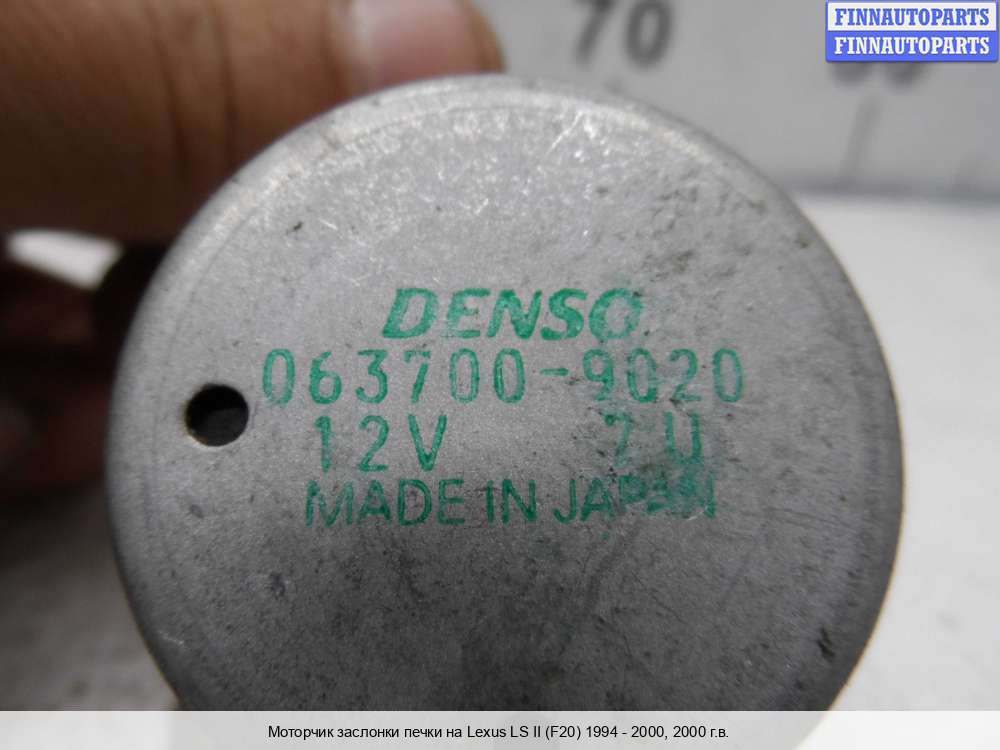 70
FINNAUTOPARTS
FINNAUTOPARTS
DENSO
063700-9020
12V
MADE IN JAPAN
Моторчик заслонки печки на Lexus LS II (F20) 1994 - 2000, 2000 г.в.